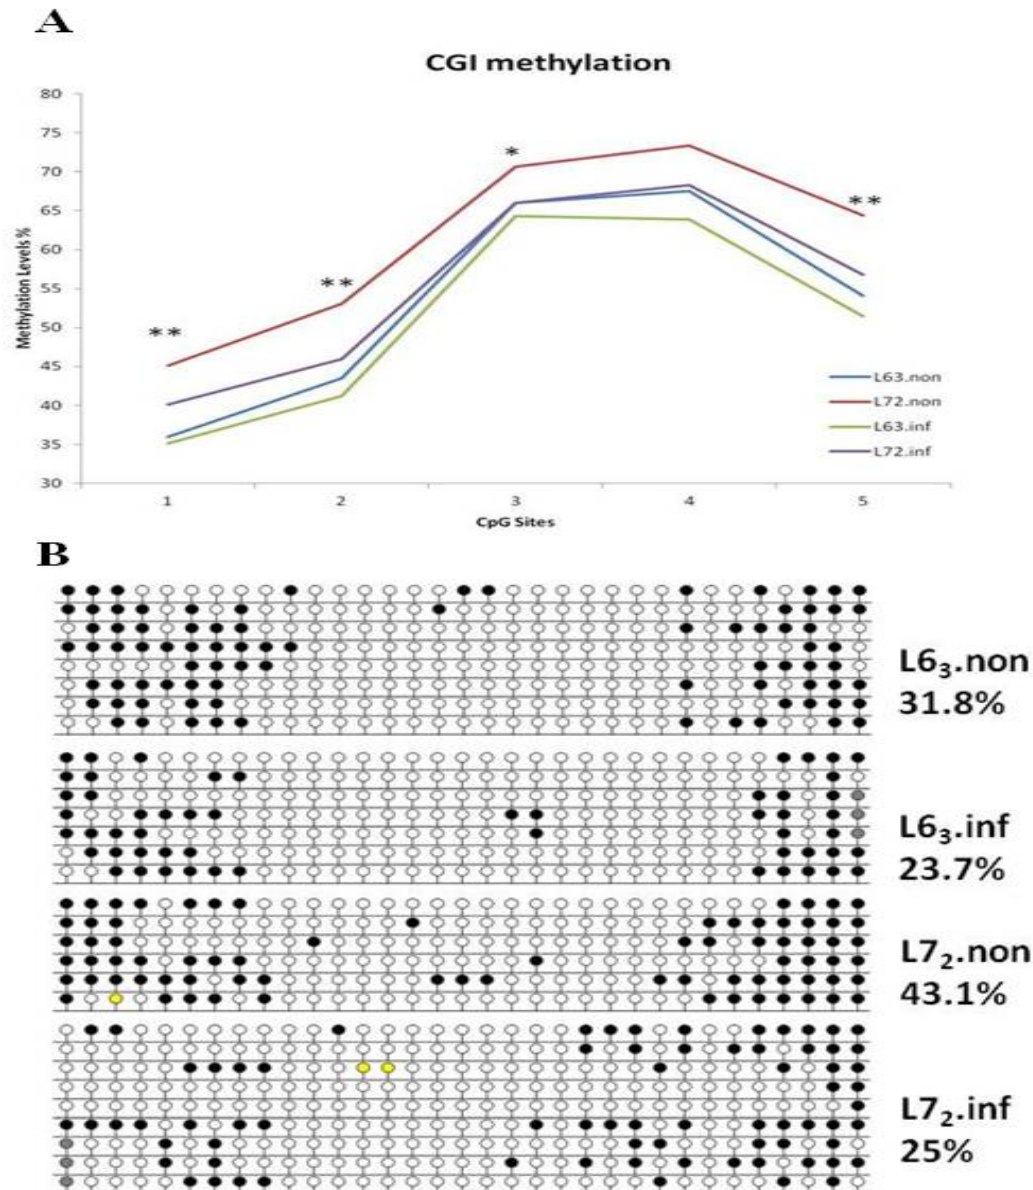 A
CGI methylation
80
75
70
65
60
55
50
45
40
35
30
Methylation Levels %
**
**
*
**
L63.non
L72.non
L63.inf
L72.inf
1 2 3 4 5
CpG Sites
B
L6₃.non
31.8%
L6₃.inf
23.7%
L7₂.non
43.1%
L7₂.inf
25%